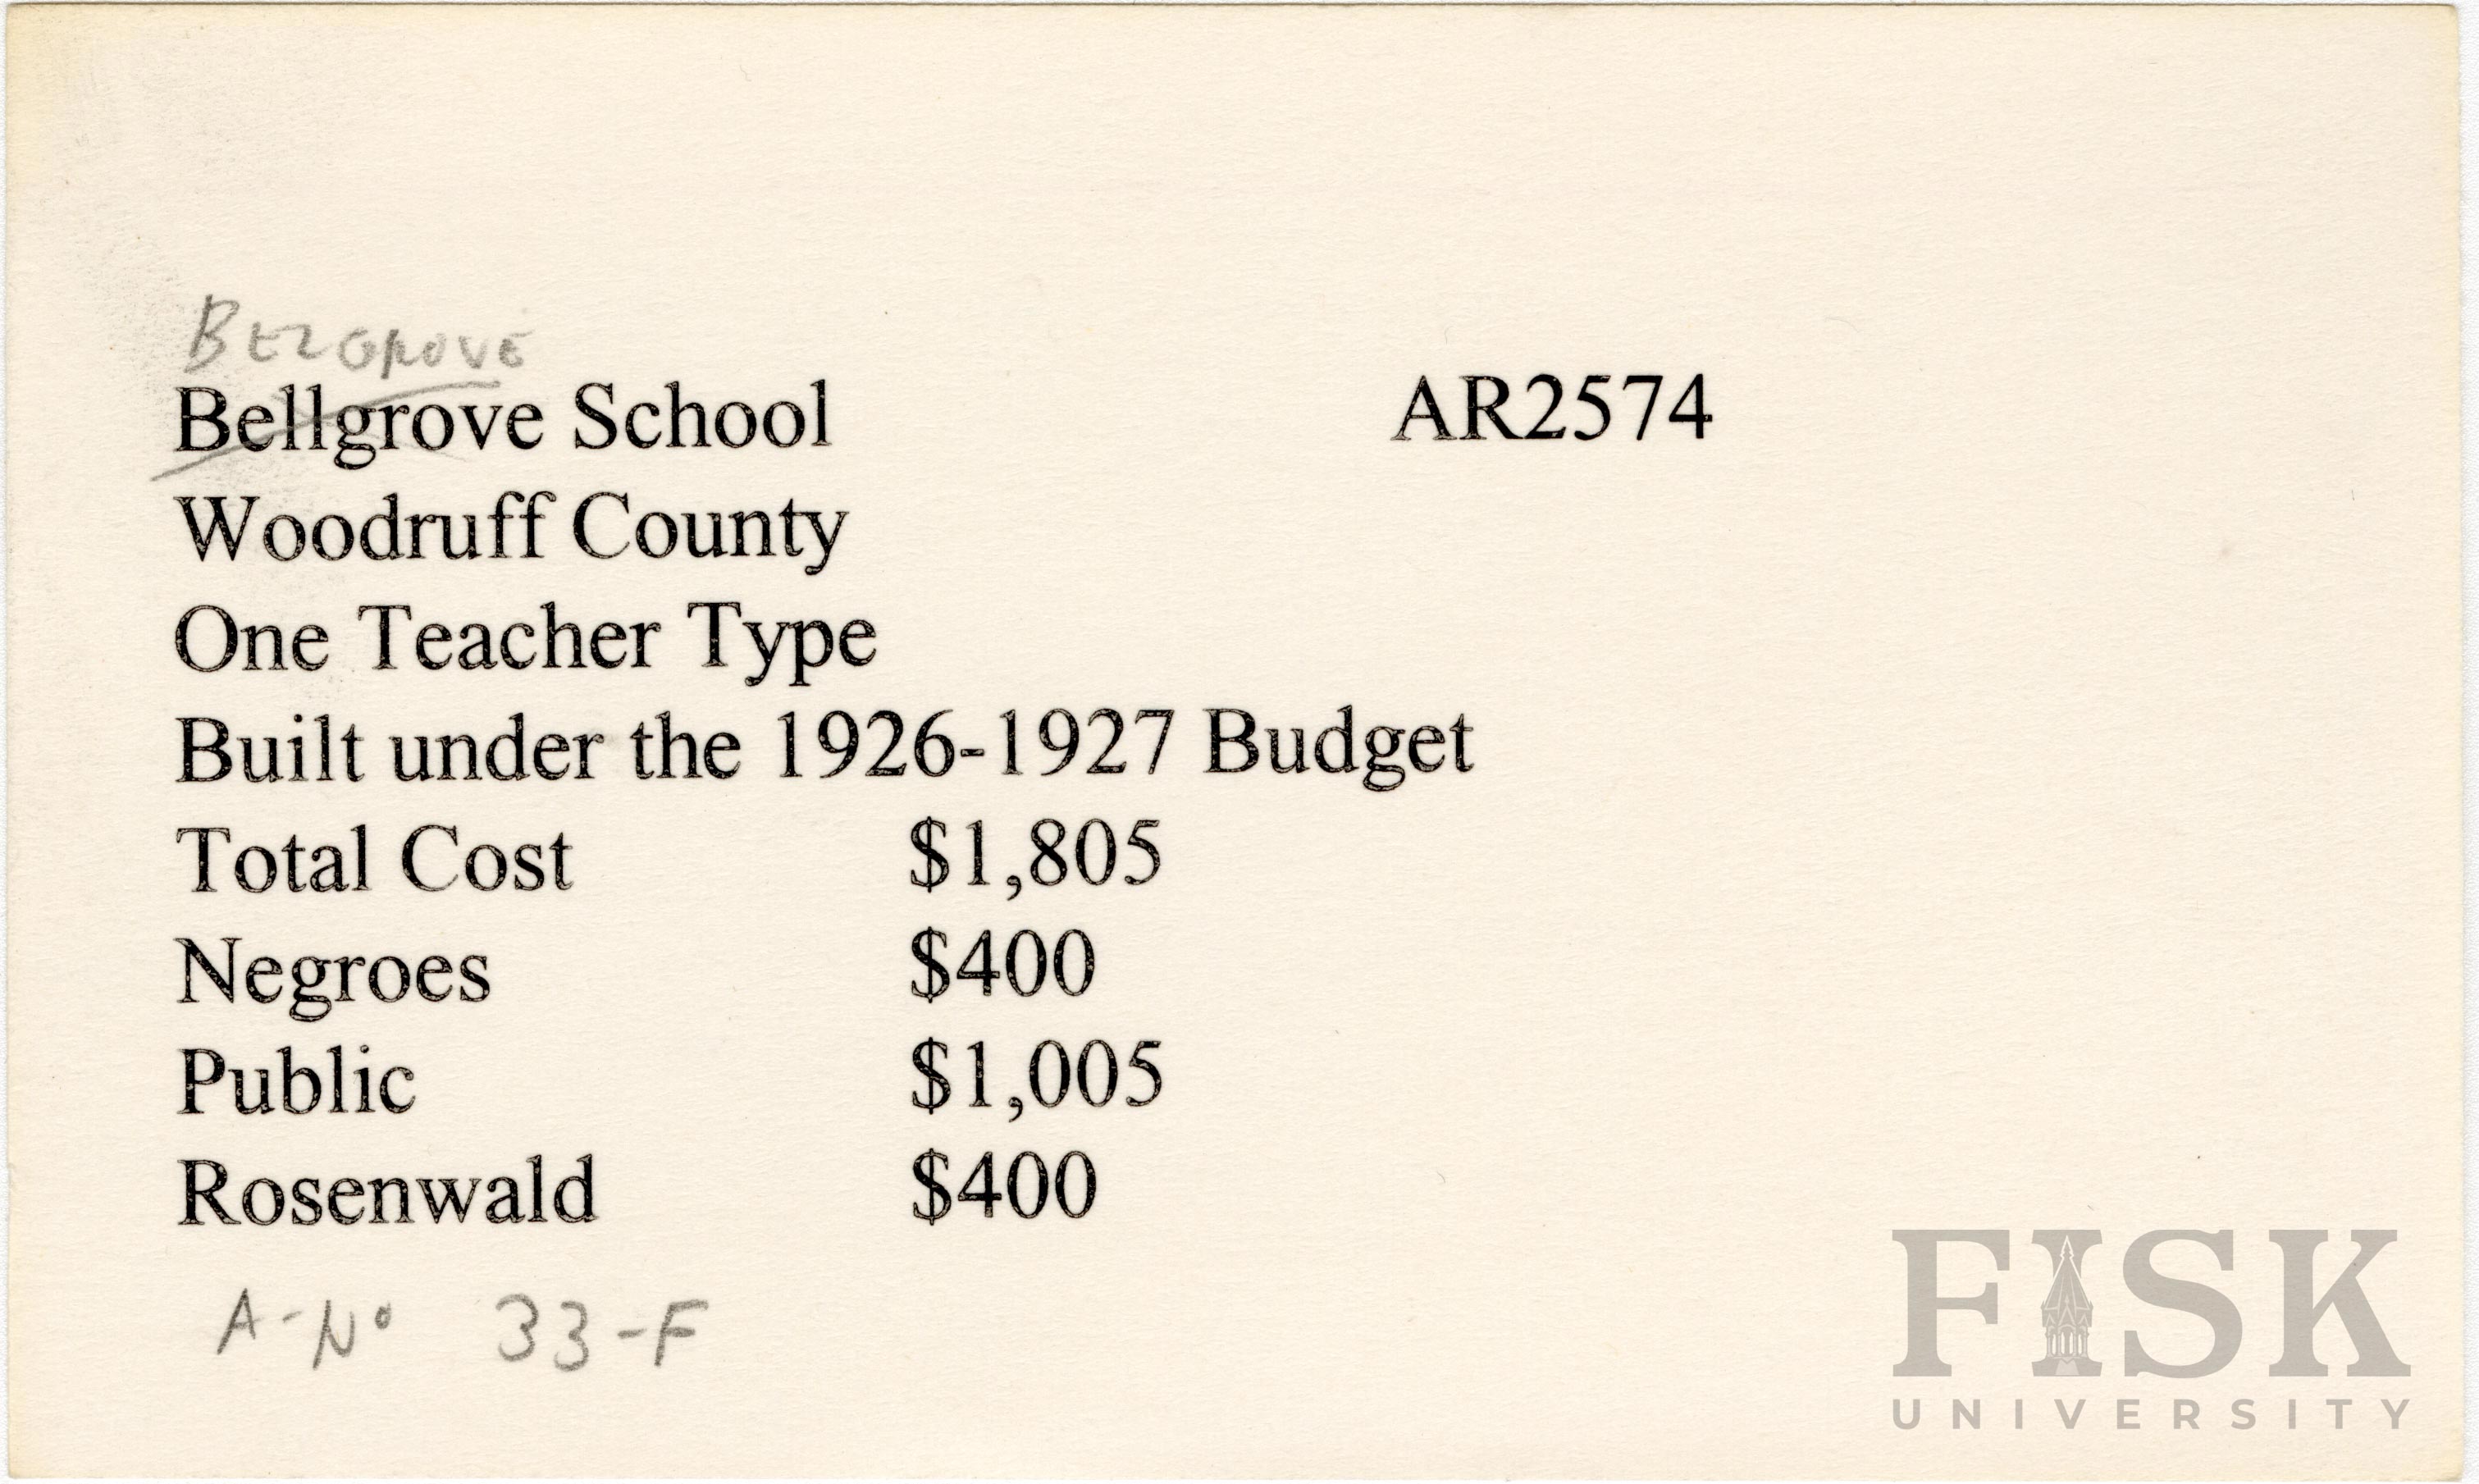 BELGROVE
Bellgrove School AR2574
Woodruff County
One Teacher Type
Built under the 1926-1927 Budget
Total Cost $1,805
Negroes $400
Public $1,005
Rosenwald $400
A-Nº 33-F
FISK
UNIVERSITY